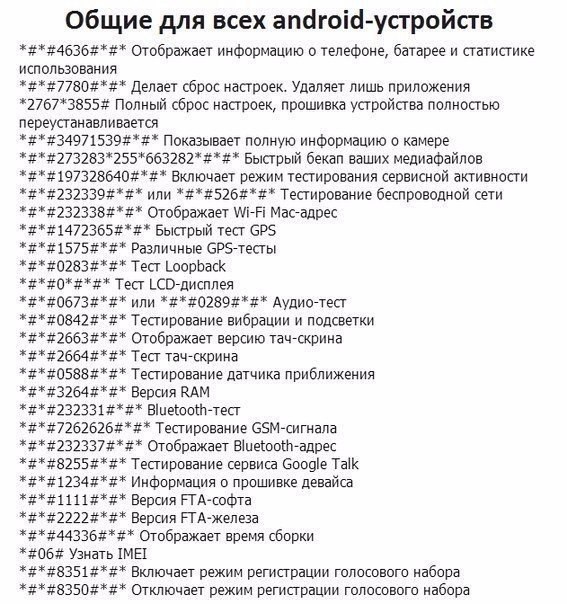 Общие для всех android-устройств
*#*#4636#*#* Отображает информацию о телефоне, батарее и статистике
использования
*#*#7780#*#* Делает сброс настроек. Удаляет лишь приложения
*2767*3855# Полный сброс настроек, прошивка устройства полностью
переустанавливается
*#*#34971539#*#* Показывает полную информацию о камере
*#*#273283*255*663282*#*#* Быстрый бекап ваших медиафайлов
*#*#197328640#*#* Включает режим тестирования сервисной активности
*#*#232339#*#* или *#*#526#*#* Тестирование беспроводной сети
*#*#232338#*#* Отображает Wi-Fi Mac-адрес
*#*#1472365#*#* Быстрый тест GPS
*#*#1575#*#* Различные GPS-тесты
*#*#0283#*#* Тест Loopback
*#*#0*#*#* Тест LCD-дисплея
*#*#0673#*#* или *#*#0289#*#* Аудио-тест
*#*#0842#*#* Тестирование вибрации и подсветки
*#*#2663#*#* Отображает версию тач-скрина
*#*#2664#*#* Тест тач-скрина
*#*#0588#*#* Тестирование датчика приближения
*#*#3264#*#* Версия RAM
*#*#232331#*#* Bluetooth-тест
*#*#7262626#*#* Тестирование GSM-сигнала
*#*#232337#*#* Отображает Bluetooth-адрес
*#*#8255#*#* Тестирование сервиса Google Talk
*#*#1234#*#* Информация о прошивке девайса
*#*#1111#*#* Версия FTA-софта
*#*#2222#*#* Версия FTA-железа
*#*#44336#*#* Отображает время сборки
*#06# Узнать IMEI
*#*#8351#*#* Включает режим регистрации голосового набора
*#*#8350#*#* Отключает режим регистрации голосового набора